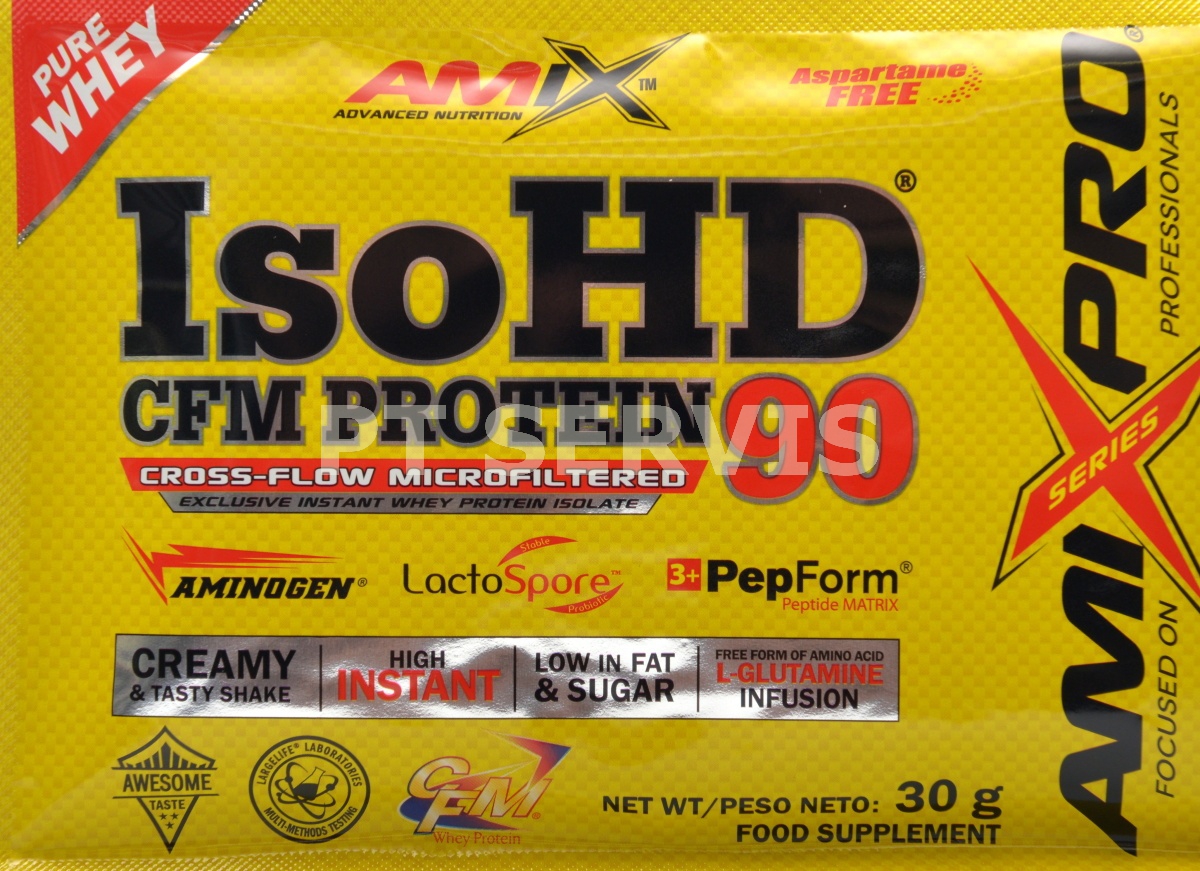 PURE
WHEY
AMIX™
ADVANCED NUTRITION
Aspartame
FREE
IsoHD®
CFM PROTEIN 90
PT SERVIS
CROSS-FLOW MICROFILTERED
EXCLUSIVE INSTANT WHEY PROTEIN ISOLATE
AMINOGEN®
Stable
LactoSpore™
Probiotic
3+ PepForm®
Peptide MATRIX
CREAMY
& TASTY SHAKE
HIGH
INSTANT
LOW IN FAT
& SUGAR
FREE FORM OF AMINO ACID
L-GLUTAMINE
INFUSION
AWESOME
TASTE
LARGELIFE® LABORATORIES
MULTI-METHODS TESTING
CFM®
Whey Protein
NET WT/PESO NETO: 30 g
FOOD SUPPLEMENT
AMIX PRO®
SERIES
FOCUSED ON PROFESSIONALS